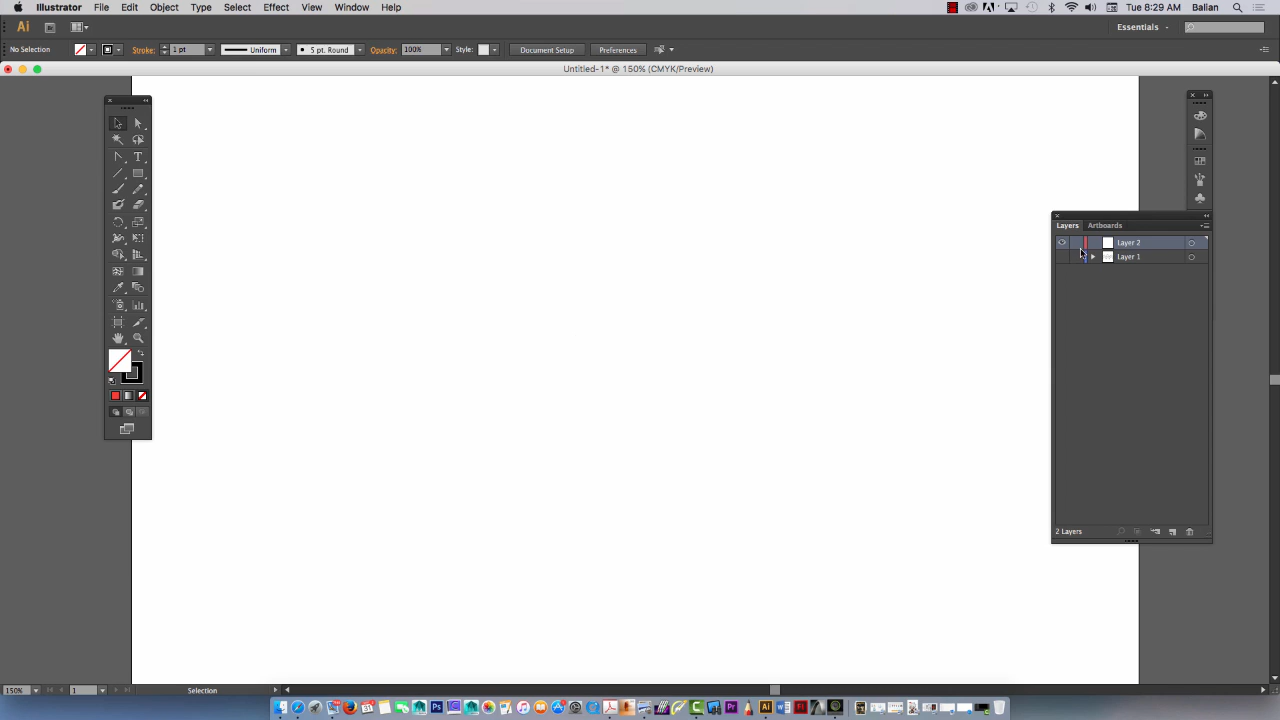 Illustrator File Edit Object Type Select Effect View Window Help
Tue 8:29 AM Balian
Ai
Essentials
No Selection
Stroke: 1 pt
Uniform
5 pt. Round
Opacity: 100%
Style:
Document Setup
Preferences
Untitled-1* @ 150% (CMYK/Preview)
Layers Artboards
Layer 2
Layer 1
2 Layers
150%
1
Selection